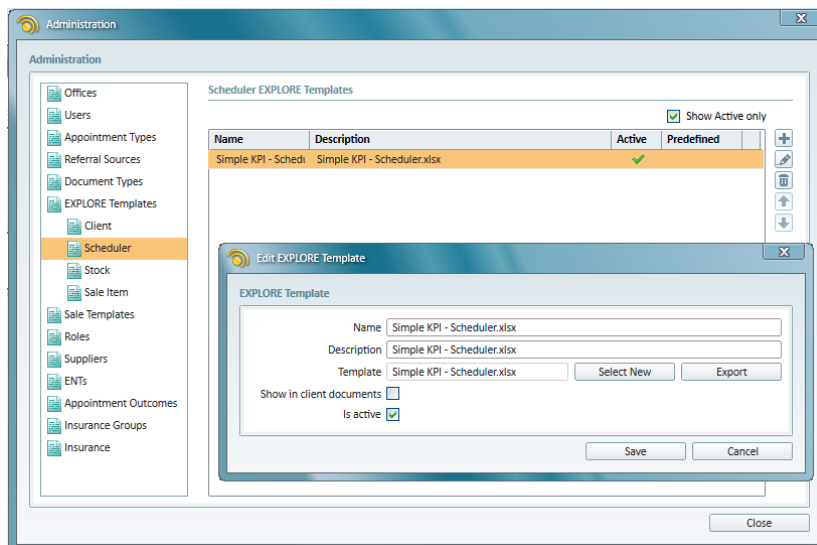 Administration
Administration
Offices
Users
Appointment Types
Referral Sources
Document Types
EXPLORE Templates
Client
Scheduler
Stock
Sale Item
Sale Templates
Roles
Suppliers
ENTs
Appointment Outcomes
Insurance Groups
Insurance
Scheduler EXPLORE Templates
Show Active only
Name Description Active Predefined
Simple KPI - Schedu Simple KPI - Scheduler.xlsx
Edit EXPLORE Template
EXPLORE Template
Name Simple KPI - Scheduler.xlsx
Description Simple KPI - Scheduler.xlsx
Template Simple KPI - Scheduler.xlsx Select New Export
Show in client documents
Is active
Save Cancel
Close